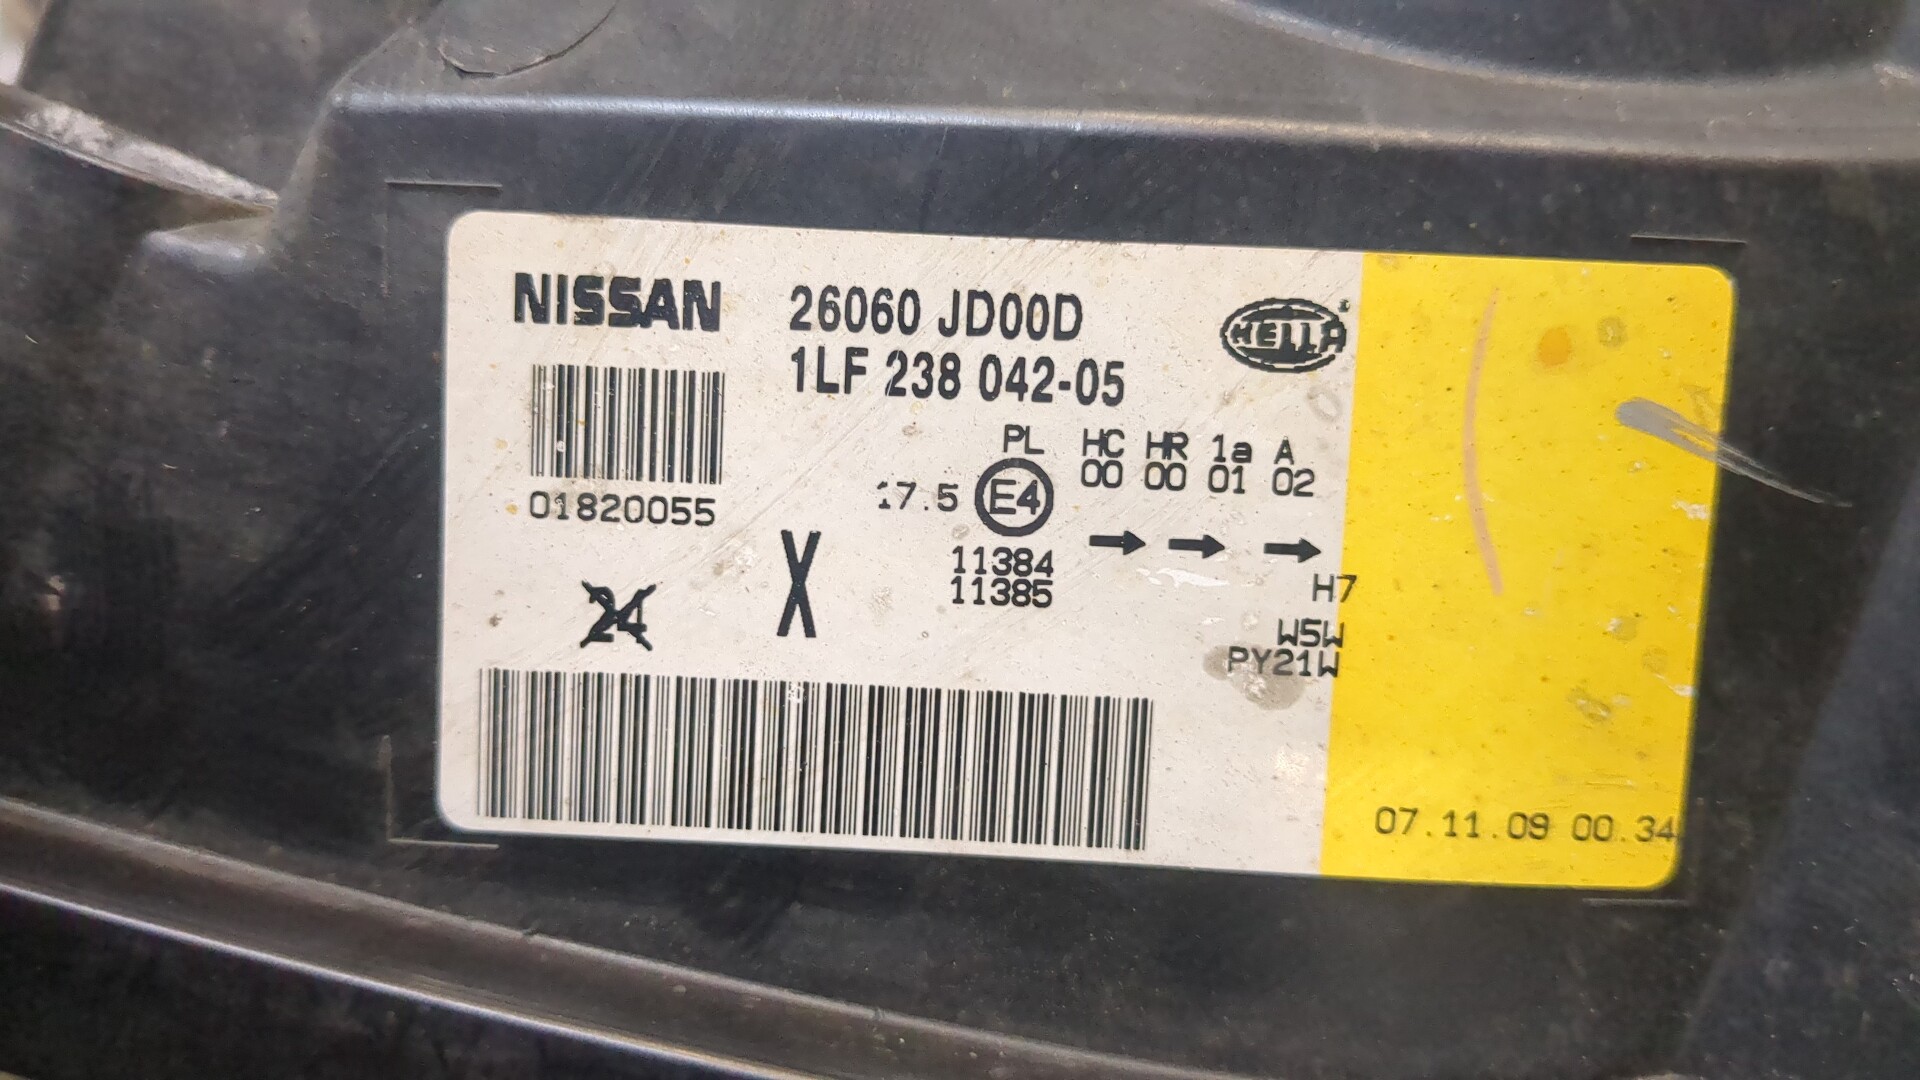 NISSAN
26060 JD00D
1LF 238 042-05
HELLA
01820055
PL HC HR 1a A
17.5 E4 00 00 01 02
11384
11385
H7
W5W
PY21W
24
X
07.11.09 00.34